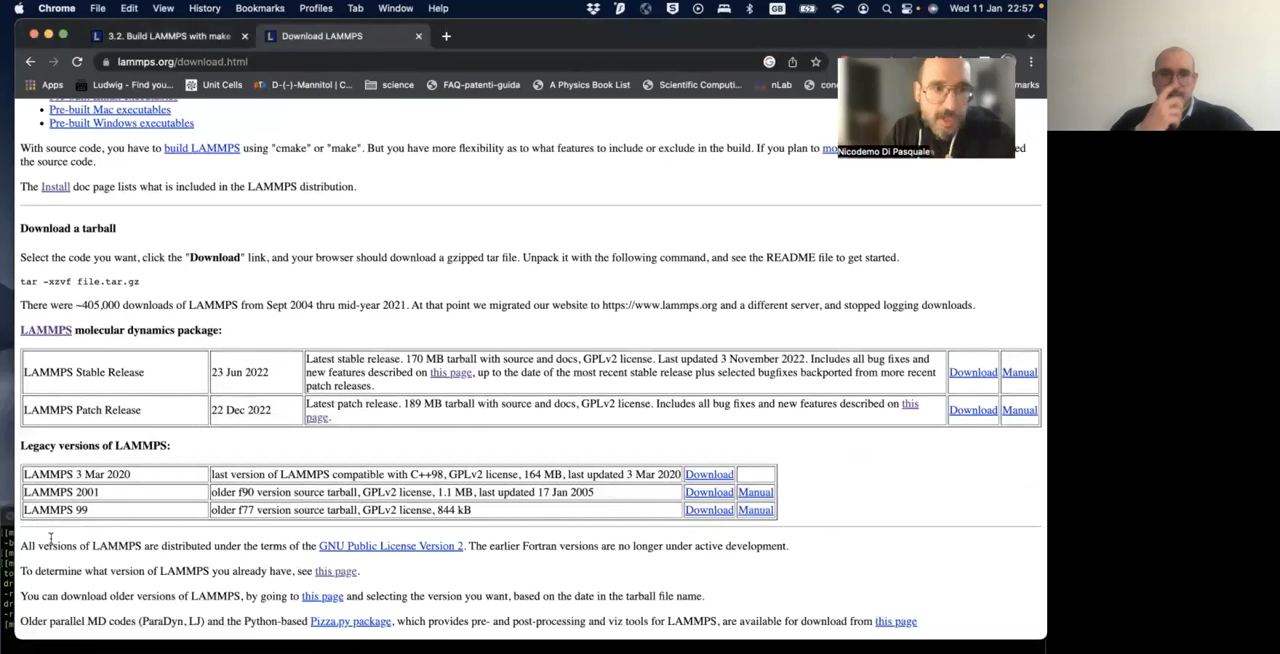 Chrome File Edit View History Bookmarks Profiles Tab Window Help GB Wed 11 Jan 22:57
3.2. Build LAMMPS with make Download LAMMPS
lammps.org/download.html
Apps Ludwig - Find you... Unit Cells D-(-)-Mannitol | C... science FAQ-patenti-guida A Physics Book List Scientific Computi... nLab
Pre-built Mac executables
Pre-built Windows executables
With source code, you have to build LAMMPS using "cmake" or "make". But you have more flexibility as to what features to include or exclude in the build. If you plan to
the source code.
Nicodemo Di Pasquale
The Install doc page lists what is included in the LAMMPS distribution.
Download a tarball
Select the code you want, click the "Download" link, and your browser should download a gzipped tar file. Unpack it with the following command, and see the README file to get started.
tar -xzvf file.tar.gz
There were ~405,000 downloads of LAMMPS from Sept 2004 thru mid-year 2021. At that point we migrated our website to https://www.lammps.org and a different server, and stopped logging downloads.
LAMMPS molecular dynamics package:
LAMMPS Stable Release 23 Jun 2022 Latest stable release. 170 MB tarball with source and docs, GPLv2 license. Last updated 3 November 2022. Includes all bug fixes and
new features described on this page, up to the date of the most recent stable release plus selected bugfixes backported from more recent
patch releases. Download Manual
LAMMPS Patch Release 22 Dec 2022 Latest patch release. 189 MB tarball with source and docs, GPLv2 license. Includes all bug fixes and new features described on this
page. Download Manual
Legacy versions of LAMMPS:
LAMMPS 3 Mar 2020 last version of LAMMPS compatible with C++98, GPLv2 license, 164 MB, last updated 3 Mar 2020 Download
LAMMPS 2001 older f90 version source tarball, GPLv2 license, 1.1 MB, last updated 17 Jan 2005 Download Manual
LAMMPS 99 older f77 version source tarball, GPLv2 license, 844 kB Download Manual
All versions of LAMMPS are distributed under the terms of the GNU Public License Version 2. The earlier Fortran versions are no longer under active development.
To determine what version of LAMMPS you already have, see this page.
You can download older versions of LAMMPS, by going to this page and selecting the version you want, based on the date in the tarball file name.
Older parallel MD codes (ParaDyn, LJ) and the Python-based Pizza.py package, which provides pre- and post-processing and viz tools for LAMMPS, are available for download from this page